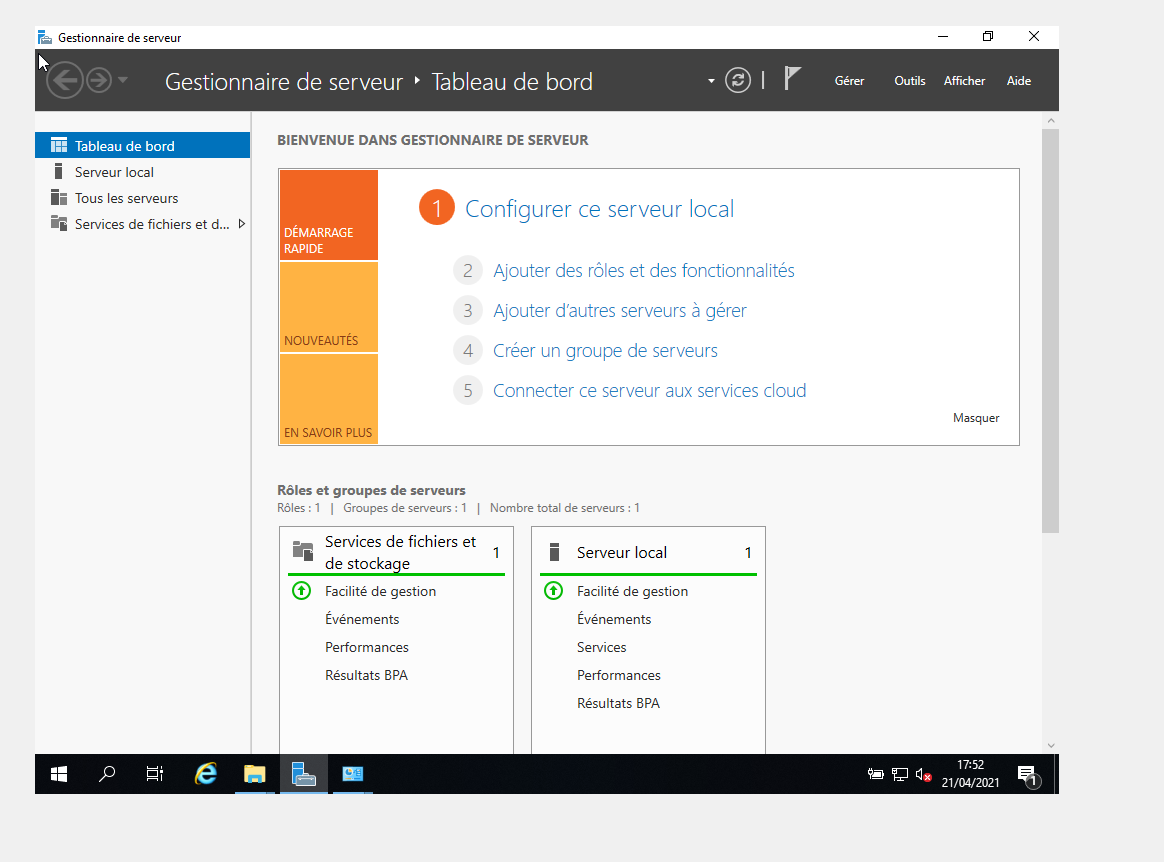 Gestionnaire de serveur
Gestionnaire de serveur ‣ Tableau de bord
Gérer Outils Afficher Aide
Tableau de bord
Serveur local
Tous les serveurs
Services de fichiers et d...
BIENVENUE DANS GESTIONNAIRE DE SERVEUR
DÉMARRAGE
RAPIDE
NOUVEAUTÉS
EN SAVOIR PLUS
1 Configurer ce serveur local
2 Ajouter des rôles et des fonctionnalités
3 Ajouter d’autres serveurs à gérer
4 Créer un groupe de serveurs
5 Connecter ce serveur aux services cloud
Masquer
Rôles et groupes de serveurs
Rôles : 1 | Groupes de serveurs : 1 | Nombre total de serveurs : 1
Services de fichiers et
de stockage
1
Facilité de gestion
Événements
Performances
Résultats BPA
Serveur local 1
Facilité de gestion
Événements
Services
Performances
Résultats BPA
17:52
21/04/2021
1